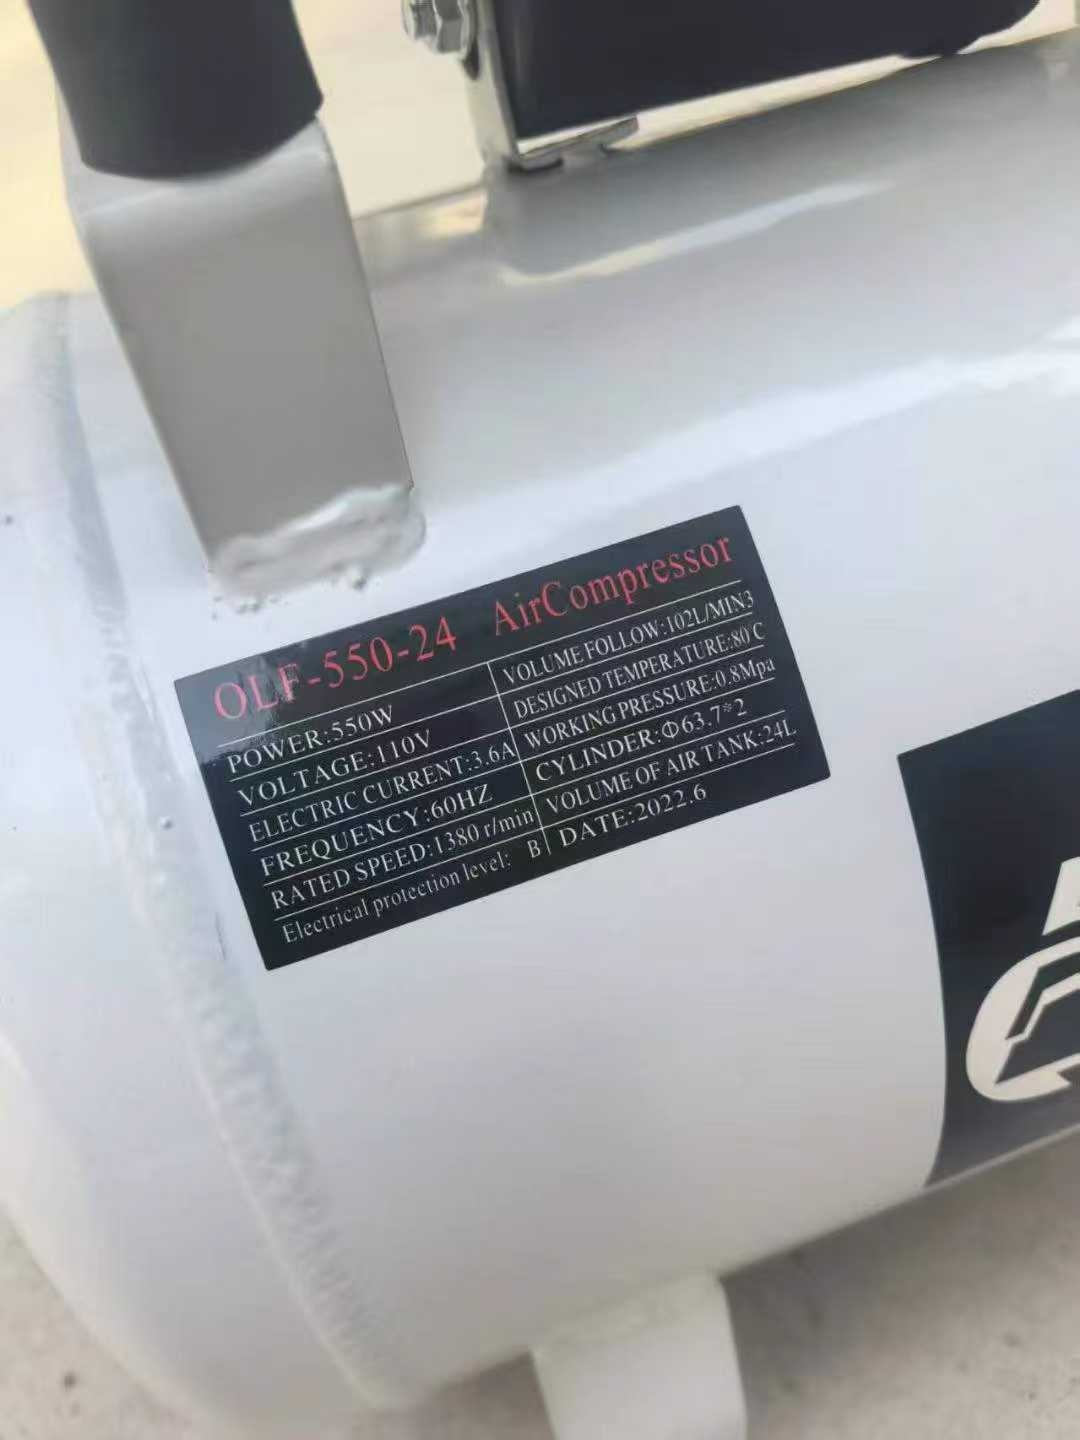 OLF-550-24 AirCompressor
POWER:550W
VOLTAGE:110V
ELECTRIC CURRENT:3.6A
FREQUENCY:60HZ
RATED SPEED:1380 r/min
Electrical protection level: B
VOLUME FOLLOW:102L/MIN3
DESIGNED TEMPERATURE:80℃
WORKING PRESSURE:0.8Mpa
CYLINDER:Φ63.7*2
VOLUME OF AIR TANK:24L
DATE:2022.6